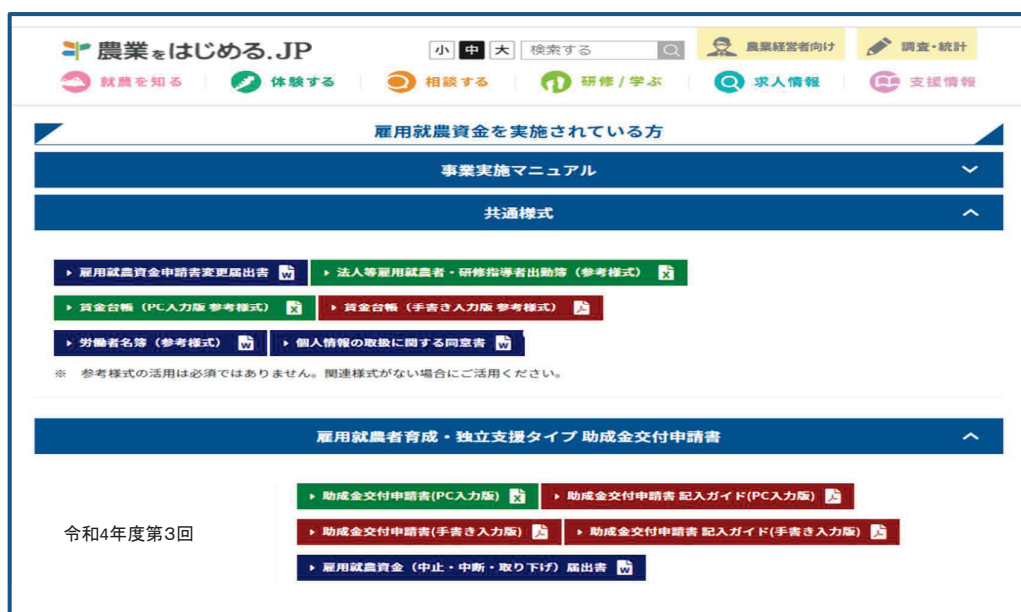 農業をはじめる.JP 小 中 大 検索する 農業経営者向け 調査・統計
就農を知る 体験する 相談する 研修/学ぶ 求人情報 支援情報
雇用就農資金を実施されている方
事業実施マニュアル
共通様式
雇用就農資金申請書変更届出書 法人等雇用就農者・研修指導者出勤簿（参考様式）
賃金台帳（PC入力版 参考様式） 賃金台帳（手書き入力版 参考様式）
労働者名簿（参考様式） 個人情報の取扱に関する同意書
※ 参考様式の活用は必須ではありません。関連様式がない場合にご活用ください。
雇用就農者育成・独立支援タイプ 助成金交付申請書
助成金交付申請書(PC入力版) 助成金交付申請書 記入ガイド(PC入力版)
令和4年度第3回 助成金交付申請書(手書き入力版) 助成金交付申請書 記入ガイド(手書き入力版)
雇用就農資金（中止・中断・取り下げ）届出書